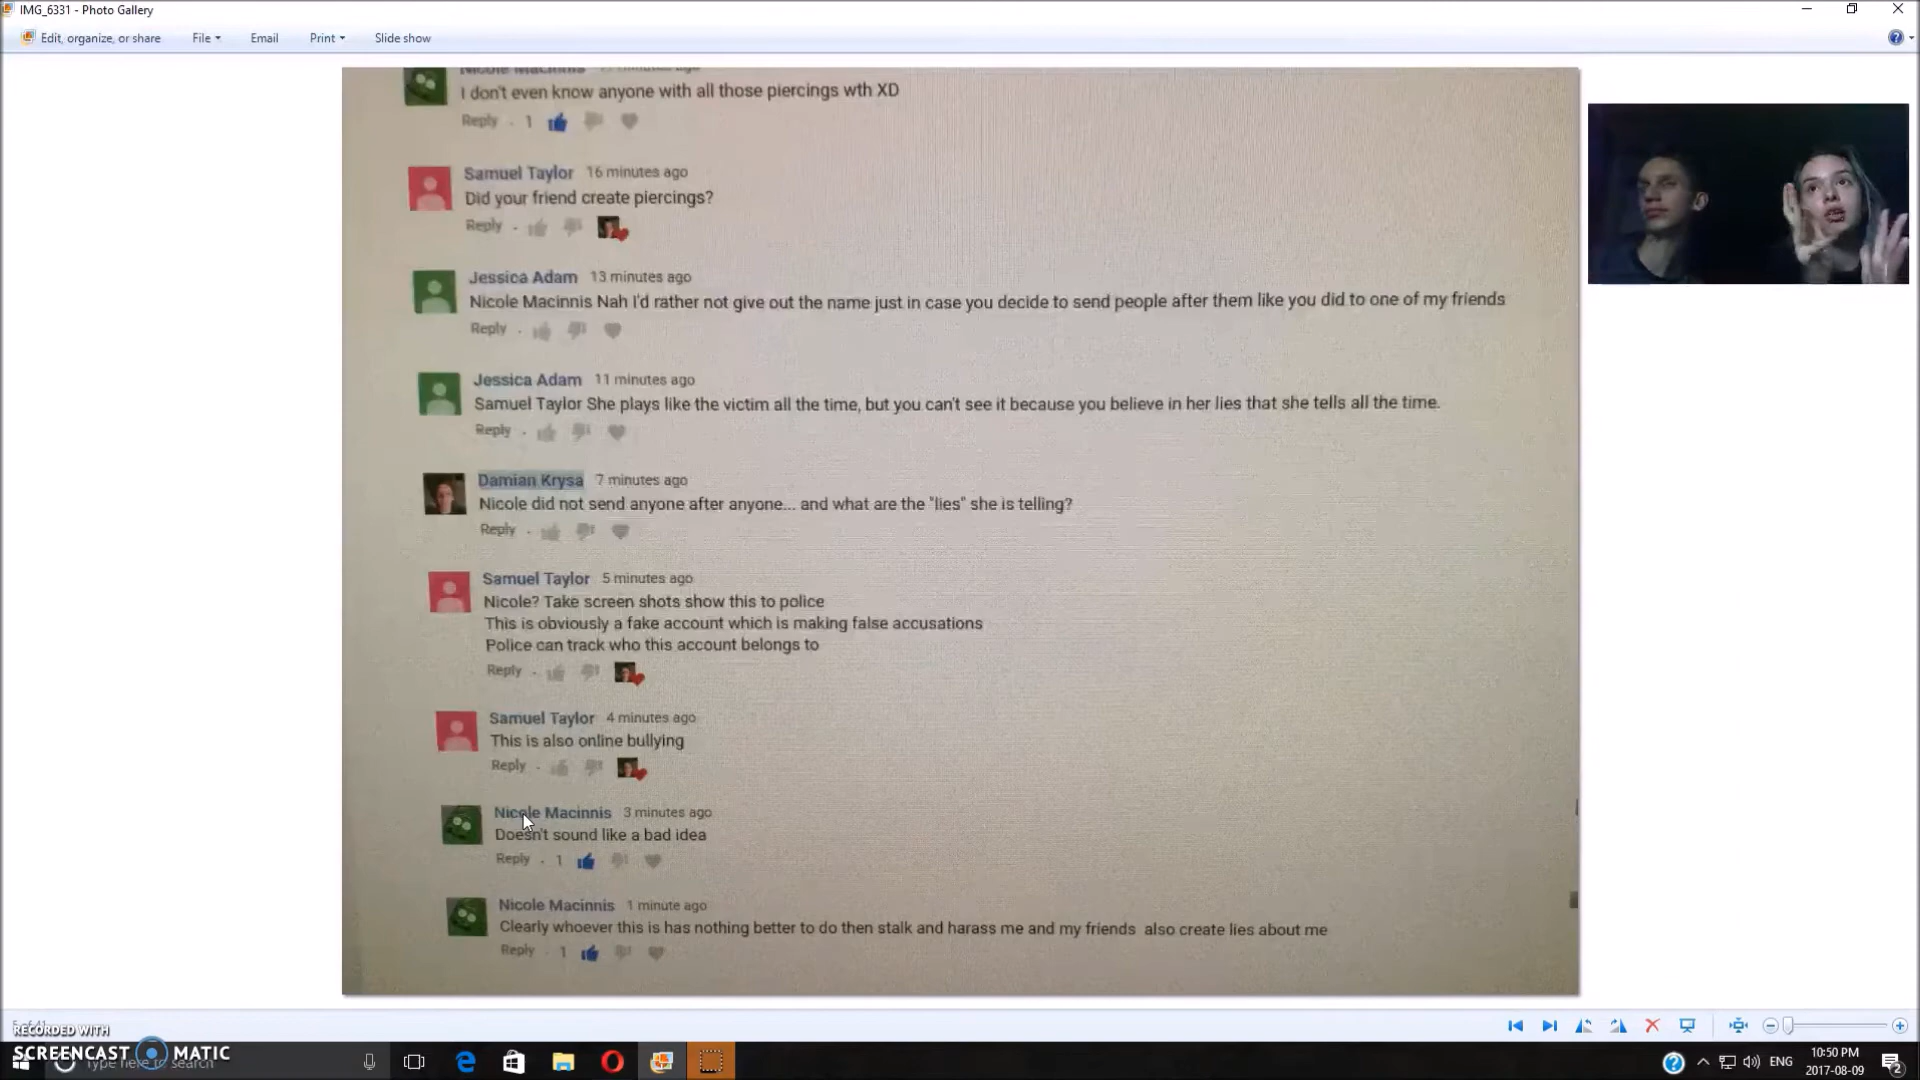 IMG_6331 - Photo Gallery
Edit, organize, or share File Email Print Slide show
Nicole Macinnis minutes ago
I don't even know anyone with all those piercings wth XD
Reply · 1
Samuel Taylor 16 minutes ago
Did your friend create piercings?
Reply ·
Jessica Adam 13 minutes ago
Nicole Macinnis Nah I'd rather not give out the name just in case you decide to send people after them like you did to one of my friends
Reply ·
Jessica Adam 11 minutes ago
Samuel Taylor She plays like the victim all the time, but you can't see it because you believe in her lies that she tells all the time.
Reply ·
Damian Krysa 7 minutes ago
Nicole did not send anyone after anyone... and what are the "lies" she is telling?
Reply ·
Samuel Taylor 5 minutes ago
Nicole? Take screen shots show this to police
This is obviously a fake account which is making false accusations
Police can track who this account belongs to
Reply ·
Samuel Taylor 4 minutes ago
This is also online bullying
Reply ·
Nicole Macinnis 3 minutes ago
Doesn't sound like a bad idea
Reply · 1
Nicole Macinnis 1 minute ago
Clearly whoever this is has nothing better to do then stalk and harass me and my friends also create lies about me
Reply · 1
RECORDED WITH
SCREENCAST MATIC
Type here to search
ENG
10:50 PM
2017-08-09
2